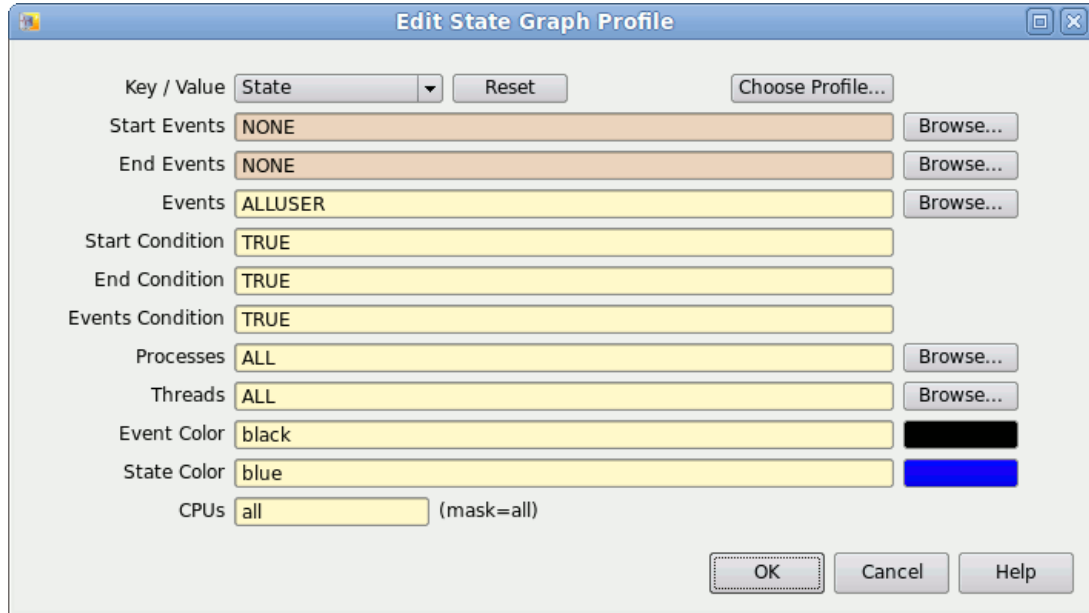 Edit State Graph Profile
Key / Value State Reset Choose Profile...
Start Events NONE Browse...
End Events NONE Browse...
Events ALLUSER Browse...
Start Condition TRUE
End Condition TRUE
Events Condition TRUE
Processes ALL Browse...
Threads ALL Browse...
Event Color black
State Color blue
CPUs all (mask=all)
OK Cancel Help